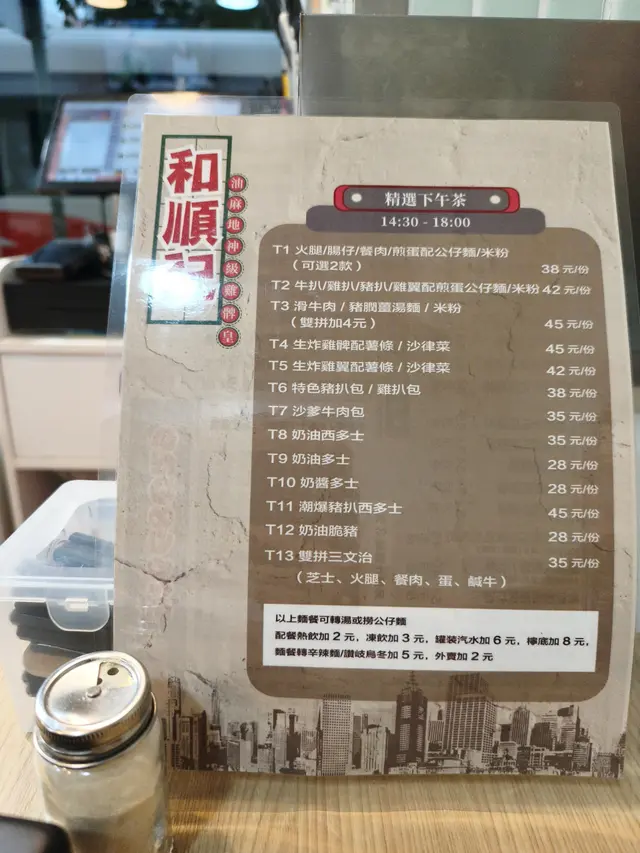 和順記
油麻地神級雞髀皇
精選下午茶
14:30 - 18:00
T1 火腿/腸仔/餐肉/煎蛋配公仔麵/米粉
（可選2款） 38 元/份
T2 牛扒/雞扒/豬扒/雞翼配煎蛋公仔麵/米粉 42 元/份
T3 滑牛肉 / 豬膶薑湯麵 / 米粉
（雙拼加4元） 45 元/份
T4 生炸雞髀配薯條 / 沙律菜 45 元/份
T5 生炸雞翼配薯條 / 沙律菜 42 元/份
T6 特色豬扒包 / 雞扒包 38 元/份
T7 沙爹牛肉包 35 元/份
T8 奶油西多士 35 元/份
T9 奶油多士 28 元/份
T10 奶醬多士 28 元/份
T11 潮爆豬扒西多士 45 元/份
T12 奶油脆豬 28 元/份
T13 雙拼三文治 35 元/份
（芝士、火腿、餐肉、蛋、鹹牛）
以上麵餐可轉湯或撈公仔麵
配餐熱飲加 2 元，凍飲加 3 元，罐裝汽水加 6 元，檸底加 8 元，
麵餐轉辛辣麵/讚岐烏冬加 5 元，外賣加 2 元